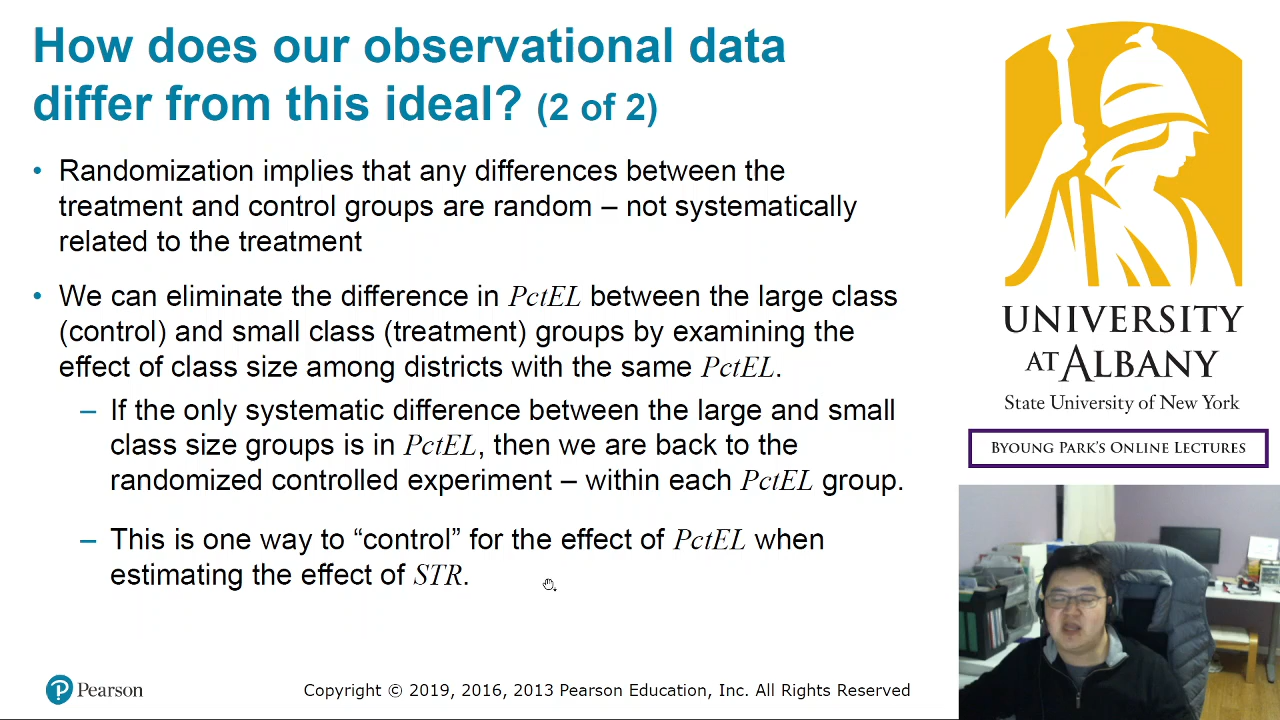 How does our observational data
differ from this ideal? (2 of 2)
• Randomization implies that any differences between the
treatment and control groups are random – not systematically
related to the treatment
• We can eliminate the difference in PctEL between the large class
(control) and small class (treatment) groups by examining the
effect of class size among districts with the same PctEL.
– If the only systematic difference between the large and small
class size groups is in PctEL, then we are back to the
randomized controlled experiment – within each PctEL group.
– This is one way to “control” for the effect of PctEL when
estimating the effect of STR.
Pearson
Copyright © 2019, 2016, 2013 Pearson Education, Inc. All Rights Reserved
UNIVERSITY
AT ALBANY
State University of New York
BYOUNG PARK'S ONLINE LECTURES